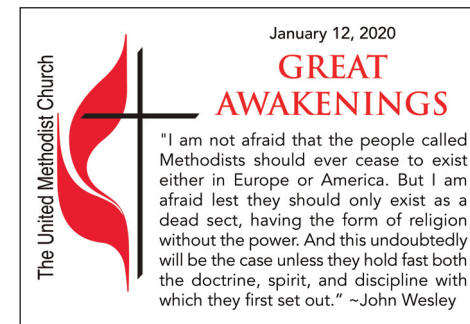 January 12, 2020
GREAT
AWAKENINGS
The United Methodist Church
"I am not afraid that the people called
Methodists should ever cease to exist
either in Europe or America. But I am
afraid lest they should only exist as a
dead sect, having the form of religion
without the power. And this undoubtedly
will be the case unless they hold fast both
the doctrine, spirit, and discipline with
which they first set out.” ~John Wesley